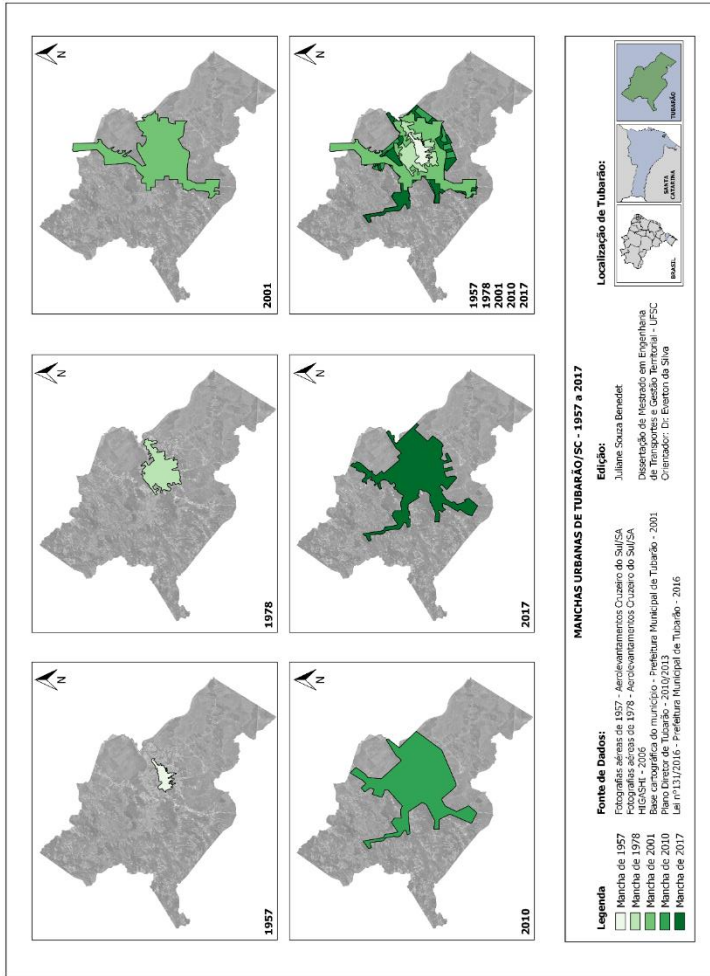 N
1957
N
1978
N
2001
N
2010
N
2017
N
1957
1978
2001
2010
2017
MANCHAS URBANAS DE TUBARÃO/SC - 1957 a 2017
Legenda
Mancha de 1957
Mancha de 1978
Mancha de 2001
Mancha de 2010
Mancha de 2017
Fonte de Dados:
Fotografias aéreas de 1957 - Aerolevantamentos Cruzeiro do Sul/SA
Fotografias aéreas de 1978 - Aerolevantamentos Cruzeiro do Sul/SA
HIGASHI - 2006
Base cartográfica do município - Prefeitura Municipal de Tubarão - 2001
Plano Diretor de Tubarão - 2010/2013
Lei nº131/2016 - Prefeitura Municipal de Tubarão - 2016
Edição:
Juliane Souza Benedet
Dissertação de Mestrado em Engenharia
de Transportes e Gestão Territorial - UFSC
Orientador: Dr. Everton da Silva
Localização de Tubarão:
BRASIL
SANTA
CATARINA
TUBARÃO